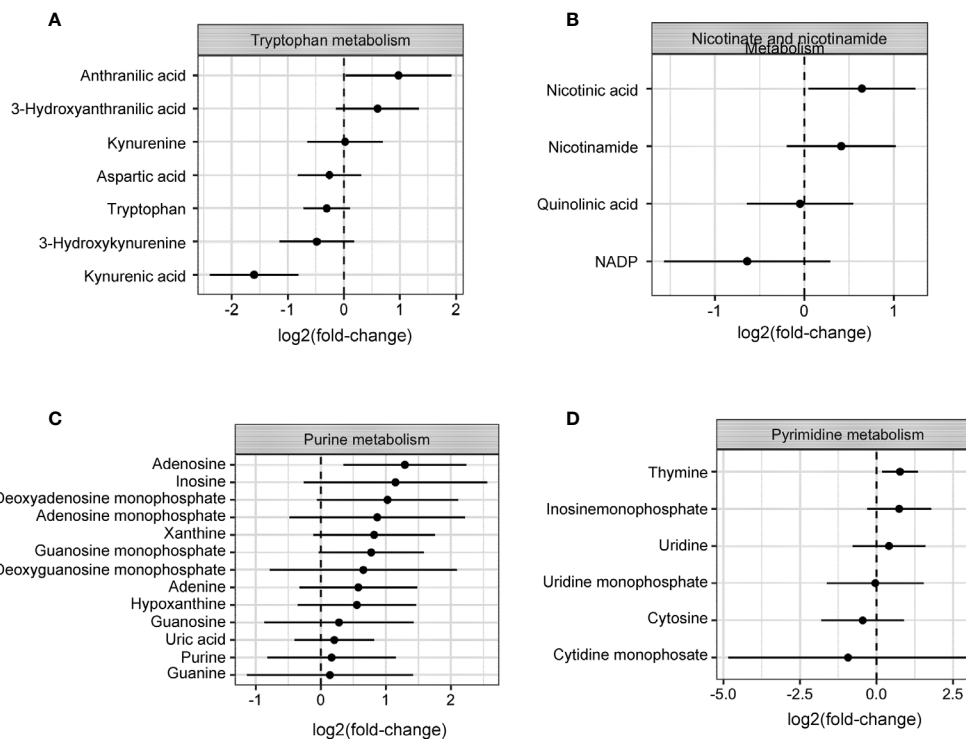 A
Tryptophan metabolism
Anthranilic acid
3-Hydroxyanthranilic acid
Kynurenine
Aspartic acid
Tryptophan
3-Hydroxykynurenine
Kynurenic acid
-2 -1 0 1 2
log2(fold-change)
B
Nicotinate and nicotinamide
Metabolism
Nicotinic acid
Nicotinamide
Quinolinic acid
NADP
-1 0 1
log2(fold-change)
C
Purine metabolism
Adenosine
Inosine
Deoxyadenosine monophosphate
Adenosine monophosphate
Xanthine
Guanosine monophosphate
Deoxyguanosine monophosphate
Adenine
Hypoxanthine
Guanosine
Uric acid
Purine
Guanine
-1 0 1 2
log2(fold-change)
D
Pyrimidine metabolism
Thymine
Inosinemonophosphate
Uridine
Uridine monophosphate
Cytosine
Cytidine monophosate
-5.0 -2.5 0.0 2.5
log2(fold-change)